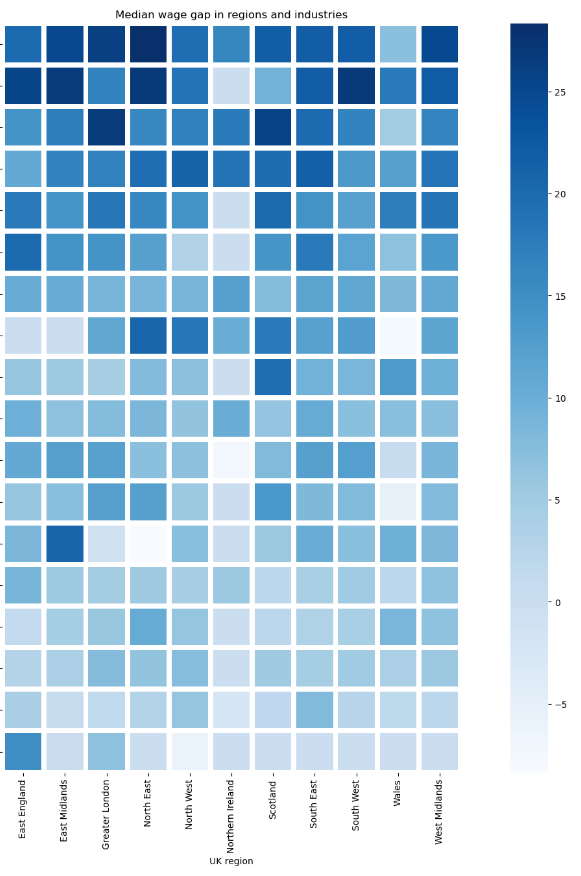 Median wage gap in regions and industries
25
20
15
10
5
0
−5
East England
East Midlands
Greater London
North East
North West
Northern Ireland
Scotland
South East
South West
Wales
West Midlands
UK region